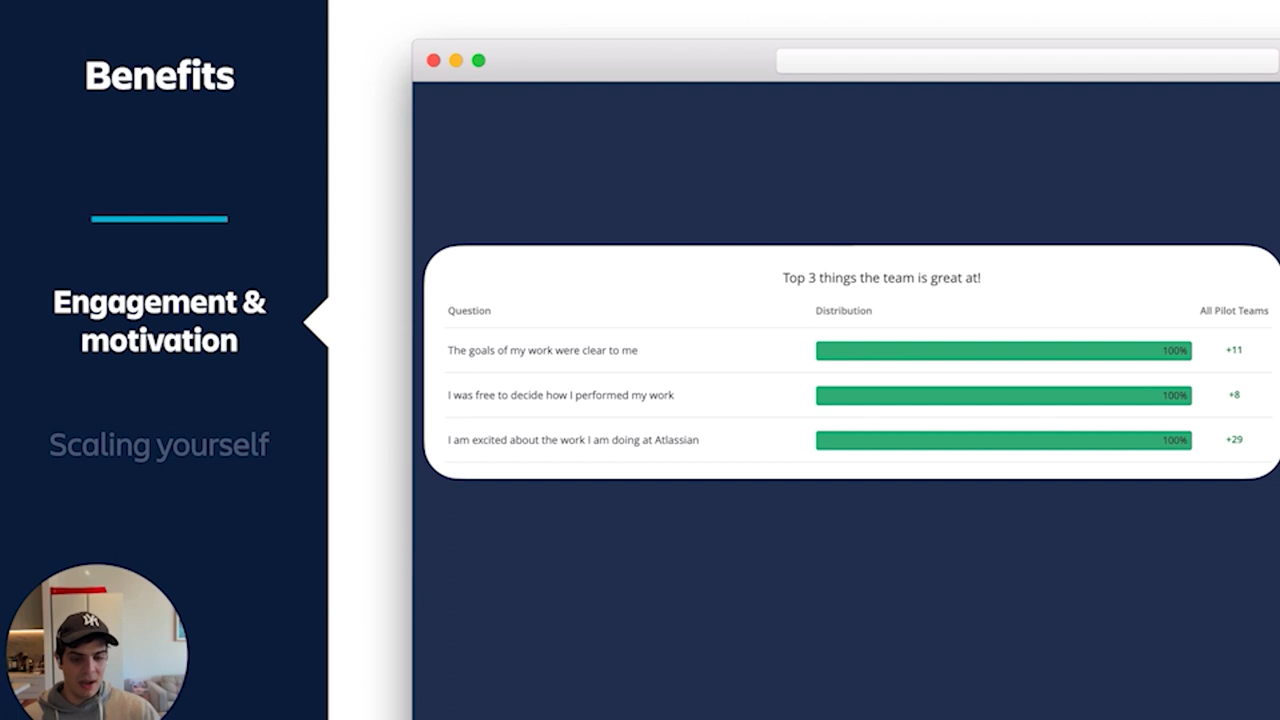 Benefits
Engagement &
motivation
Scaling yourself
Top 3 things the team is great at!
Question Distribution All Pilot Teams
The goals of my work were clear to me 100% +11
I was free to decide how I performed my work 100% +8
I am excited about the work I am doing at Atlassian 100% +29